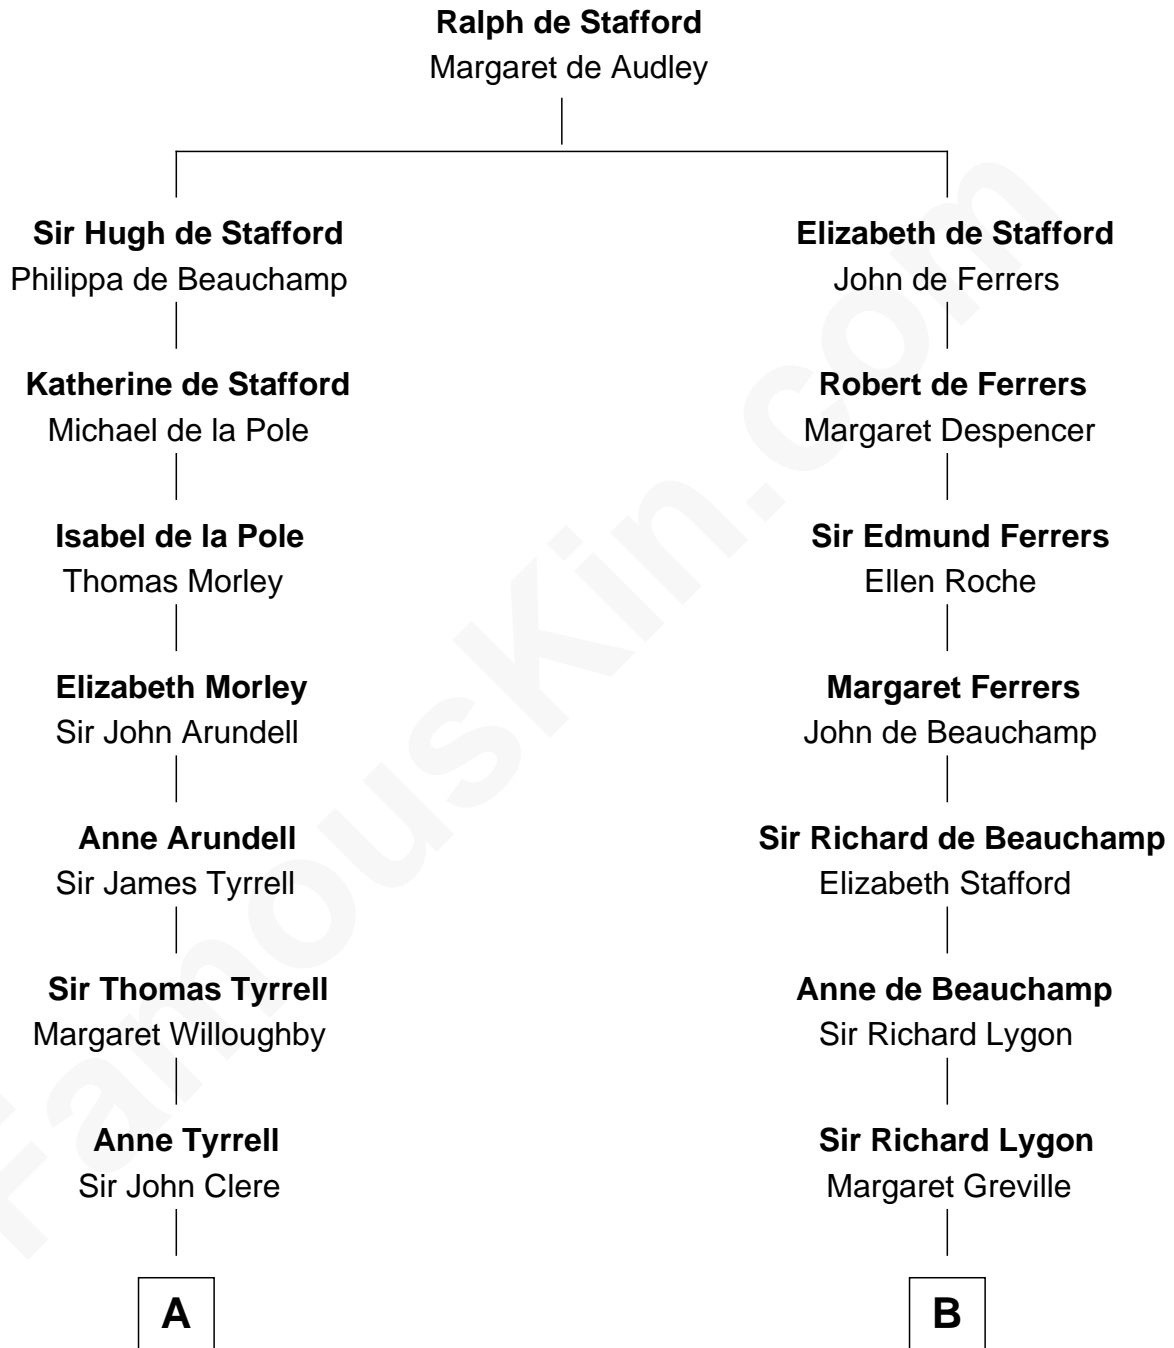 Ralph de Stafford
Margaret de Audley
Sir Hugh de Stafford
Philippa de Beauchamp
Katherine de Stafford
Michael de la Pole
Isabel de la Pole
Thomas Morley
Elizabeth Morley
Sir John Arundell
Anne Arundell
Sir James Tyrrell
Sir Thomas Tyrrell
Margaret Willoughby
Anne Tyrrell
Sir John Clere
A
Elizabeth de Stafford
John de Ferrers
Robert de Ferrers
Margaret Despencer
Sir Edmund Ferrers
Ellen Roche
Margaret Ferrers
John de Beauchamp
Sir Richard de Beauchamp
Elizabeth Stafford
Anne de Beauchamp
Sir Richard Lygon
Sir Richard Lygon
Margaret Greville
B
FamousKin.com